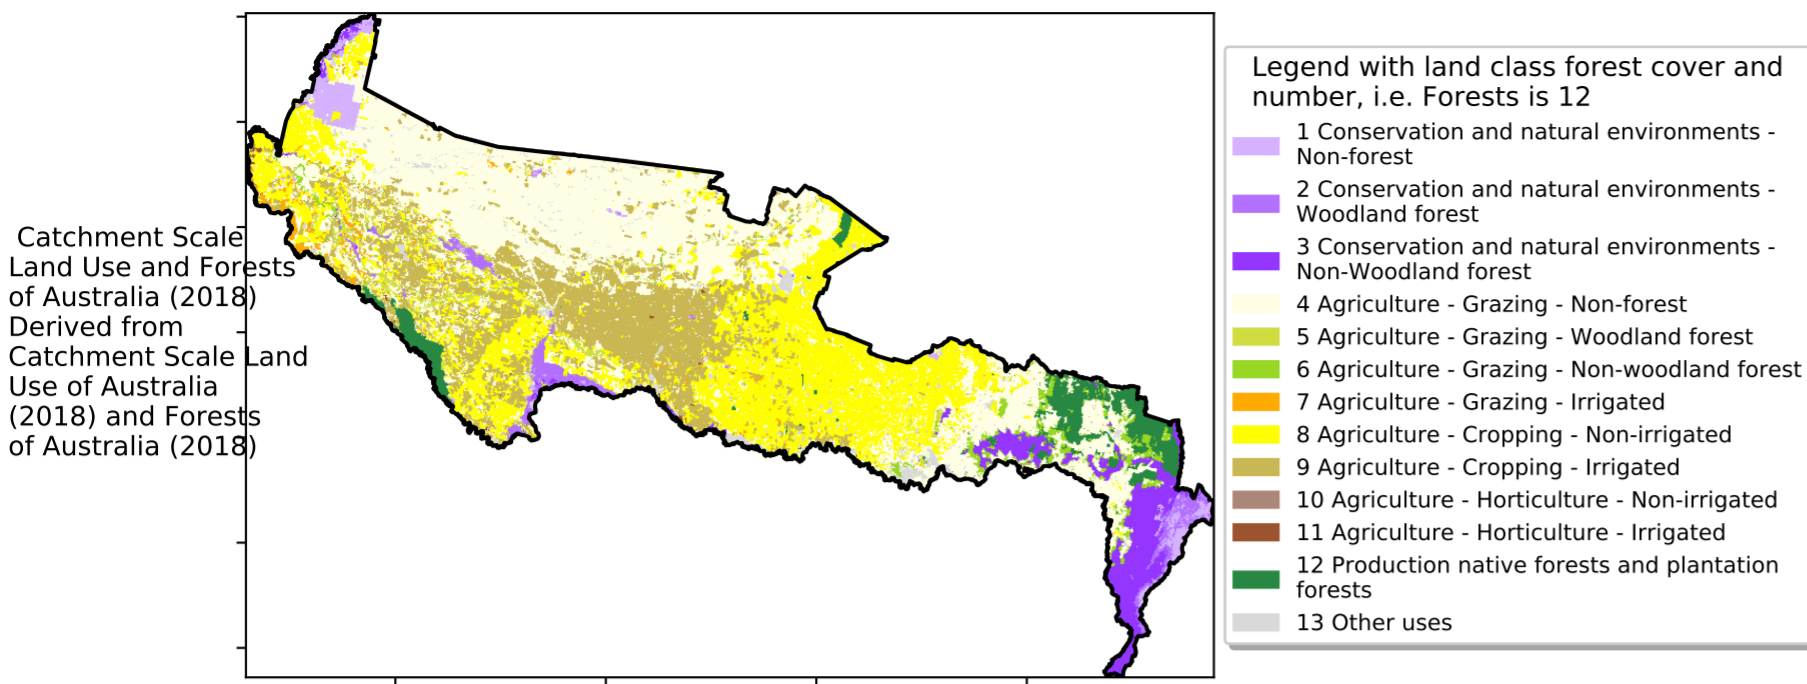 Catchment Scale
Land Use and Forests
of Australia (2018)
Derived from
Catchment Scale Land
Use of Australia
(2018) and Forests
of Australia (2018)
Legend with land class forest cover and
number, i.e. Forests is 12
1 Conservation and natural environments -
Non-forest
2 Conservation and natural environments -
Woodland forest
3 Conservation and natural environments -
Non-Woodland forest
4 Agriculture - Grazing - Non-forest
5 Agriculture - Grazing - Woodland forest
6 Agriculture - Grazing - Non-woodland forest
7 Agriculture - Grazing - Irrigated
8 Agriculture - Cropping - Non-irrigated
9 Agriculture - Cropping - Irrigated
10 Agriculture - Horticulture - Non-irrigated
11 Agriculture - Horticulture - Irrigated
12 Production native forests and plantation
forests
13 Other uses